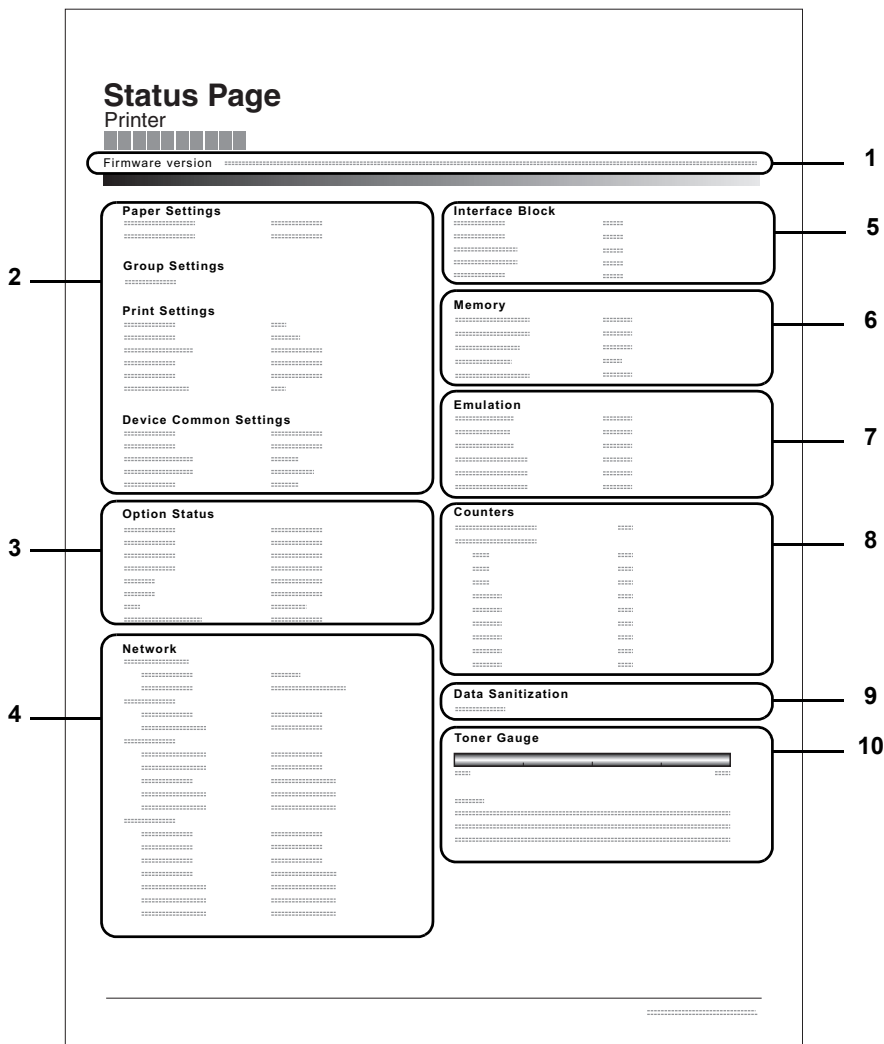 Status Page
Printer
Firmware version
1
Paper Settings
Group Settings
Print Settings
Device Common Settings
2
Option Status
3
Network
4
Interface Block
5
Memory
6
Emulation
7
Counters
8
Data Sanitization
9
Toner Gauge
10